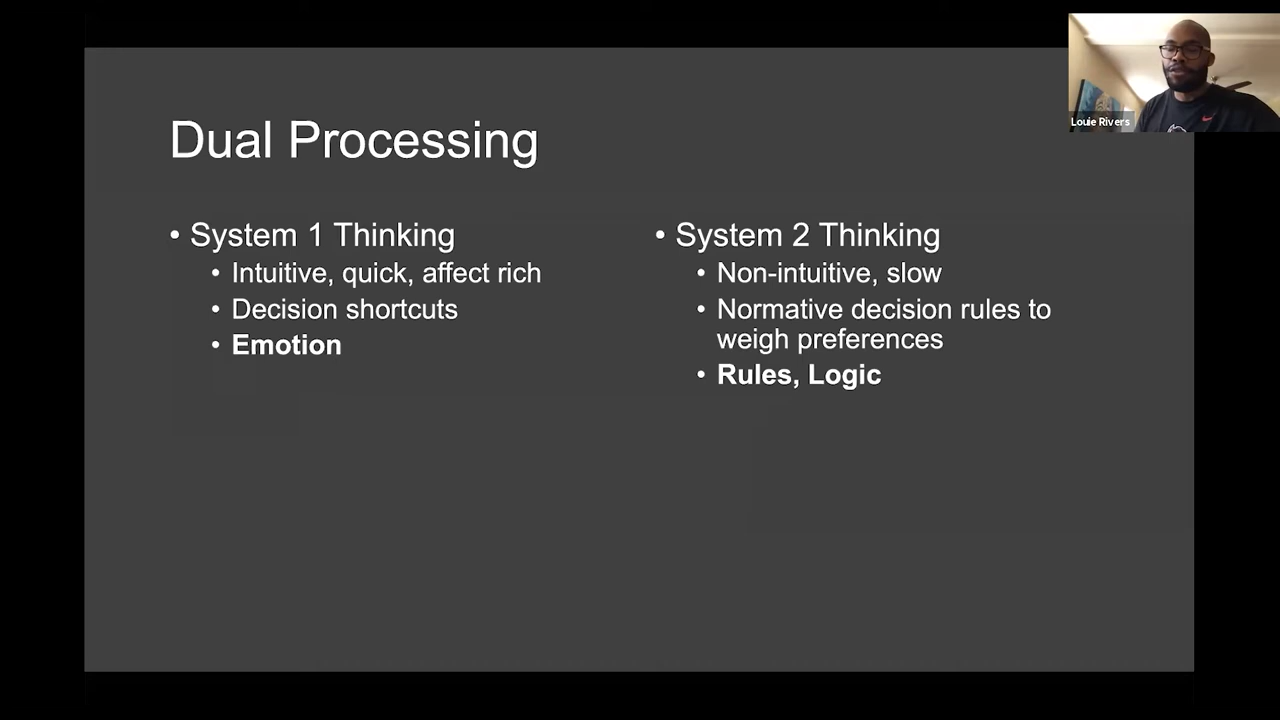 Dual Processing
• System 1 Thinking
• Intuitive, quick, affect rich
• Decision shortcuts
• Emotion
• System 2 Thinking
• Non-intuitive, slow
• Normative decision rules to
weigh preferences
• Rules, Logic
Louie Rivers